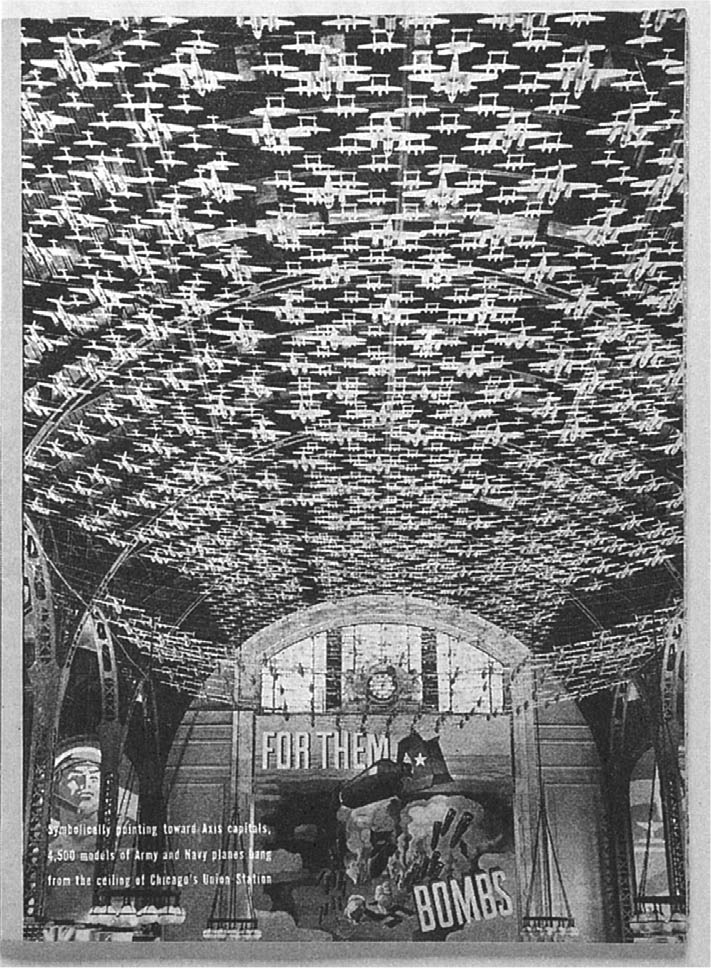 FOR THEM
BOMBS
Symbolically pointing toward Axis capitals,
4,500 models of Army and Navy planes hang
from the ceiling of Chicago's Union Station